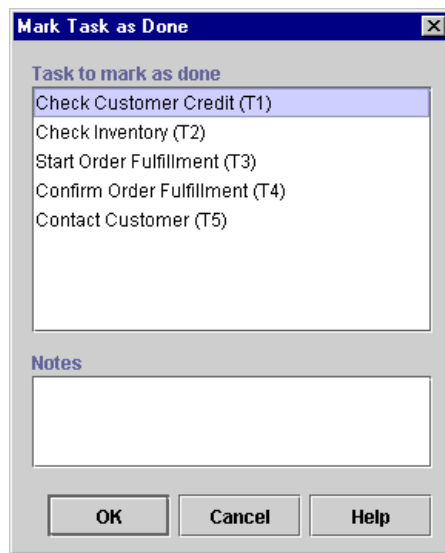 Mark Task as Done
Task to mark as done
Check Customer Credit (T1)
Check Inventory (T2)
Start Order Fulfillment (T3)
Confirm Order Fulfillment (T4)
Contact Customer (T5)
Notes
OK Cancel Help